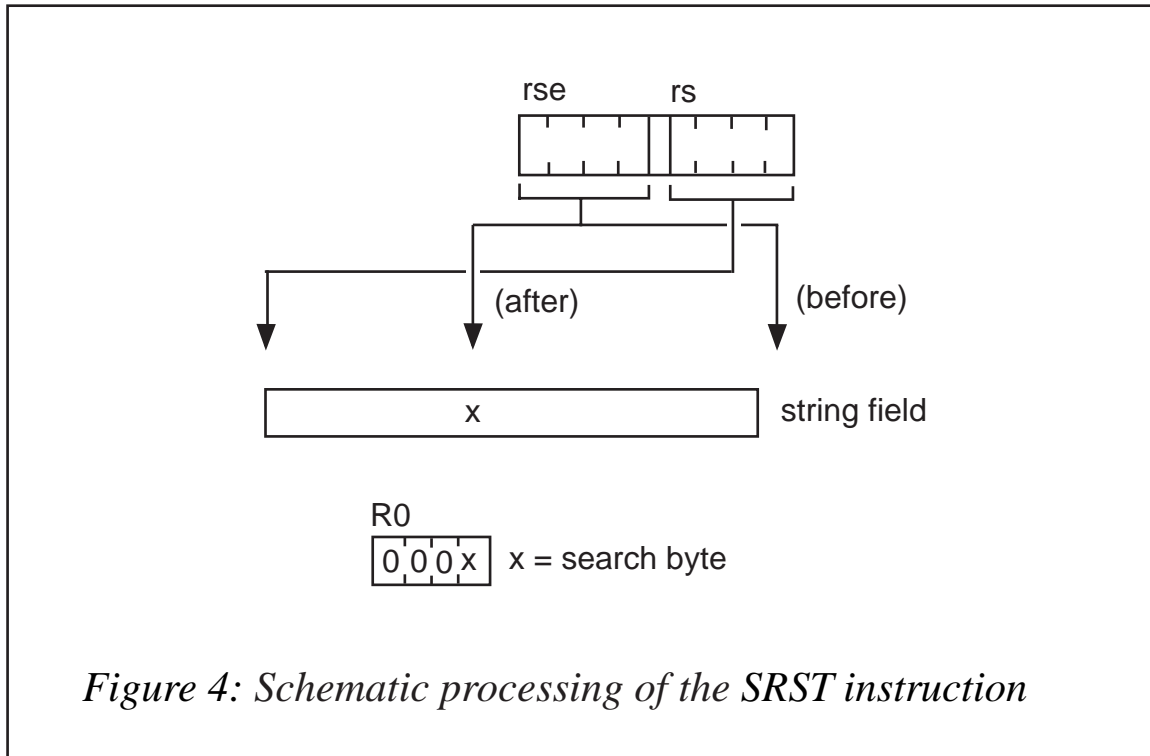 rse rs
(after)
(before)
x
string field
R0
0 0 0 x x = search byte
Figure 4: Schematic processing of the SRST instruction